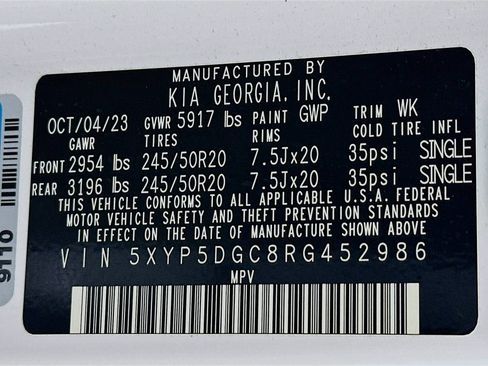 MANUFACTURED BY
KIA GEORGIA, INC.
OCT/04/23 GVWR 5917 lbs PAINT GWP TRIM WK
GAWR TIRES RIMS COLD TIRE INFL
FRONT 2954 lbs 245/50R20 7.5Jx20 35psi SINGLE
REAR 3196 lbs 245/50R20 7.5Jx20 35psi SINGLE
THIS VEHICLE CONFORMS TO ALL APPLICABLE U.S.A. FEDERAL
MOTOR VEHICLE SAFETY AND THEFT PREVENTION STANDARDS
IN EFFECT ON THE DATE OF MANUFACTURE SHOWN ABOVE
VIN 5XYP5DGC8RG452986
MPV
9110